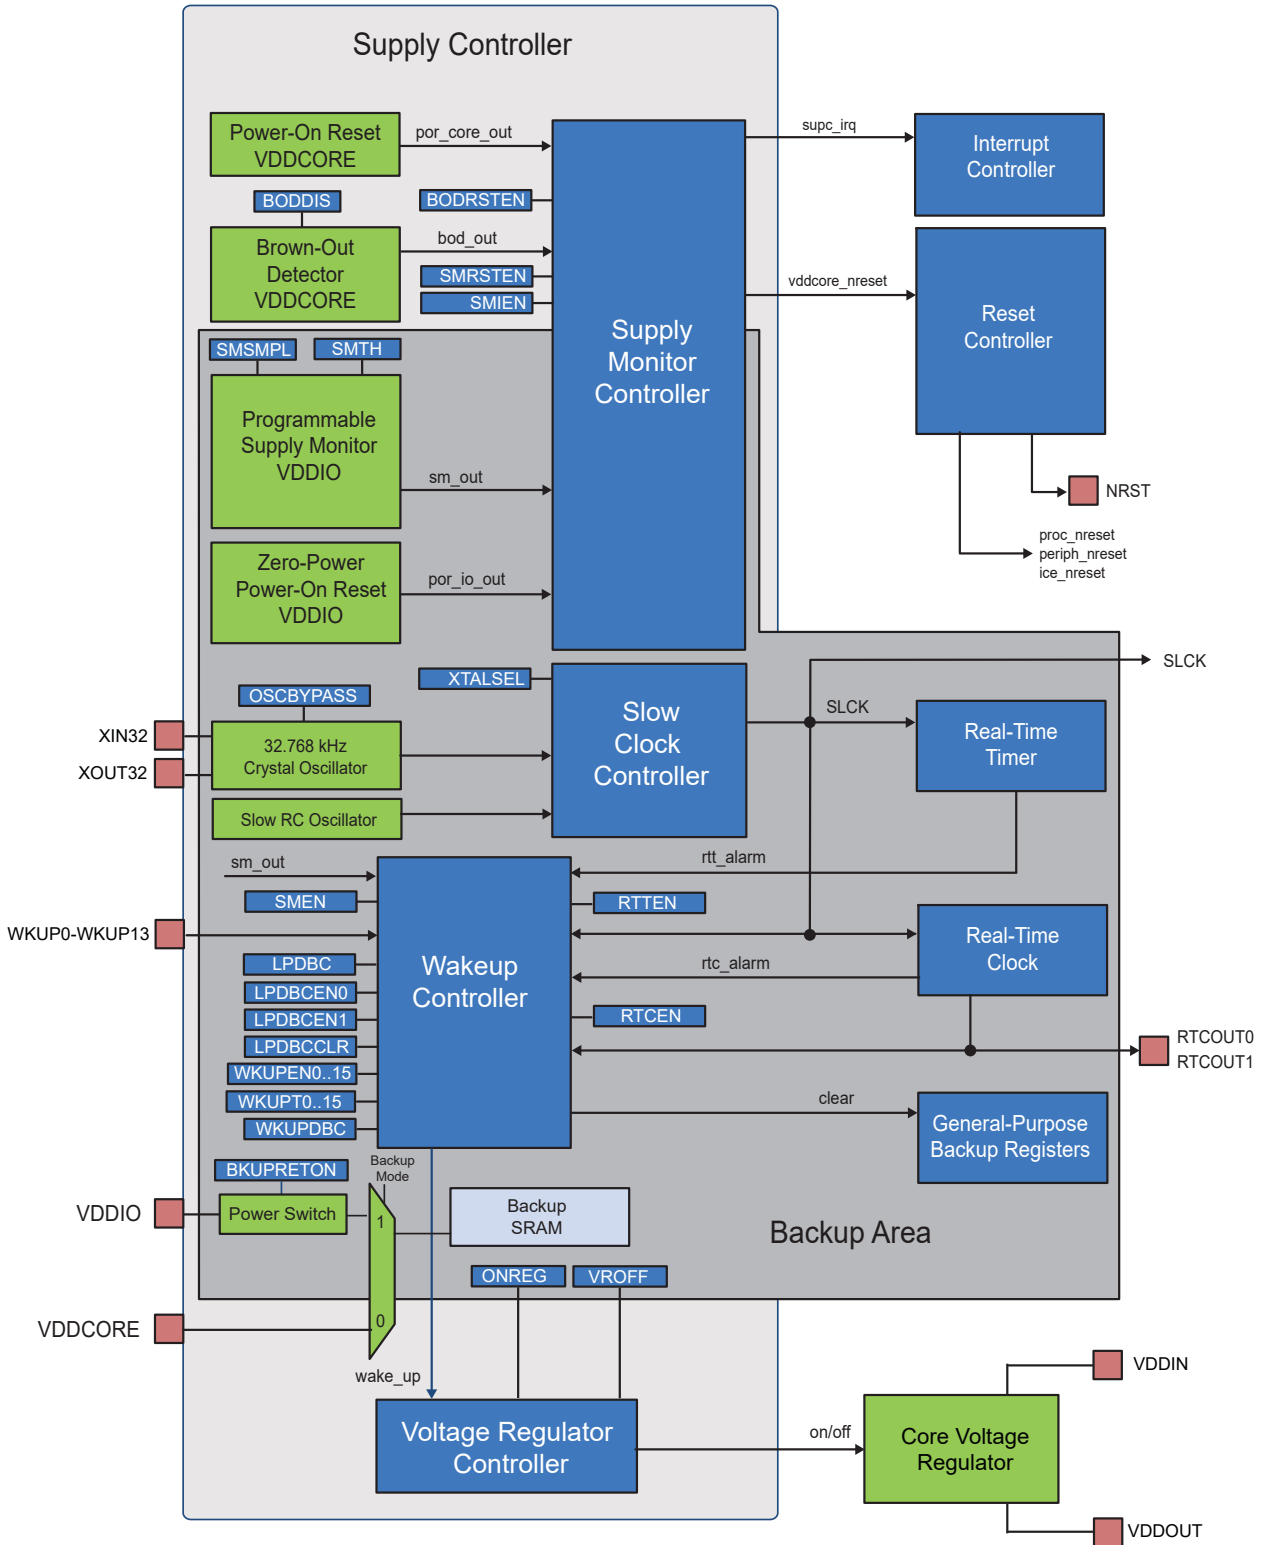 Supply Controller
Power-On Reset
VDDCORE
por_core_out
supc_irq
Interrupt
Controller
BODDIS
BODRSTEN
Brown-Out
Detector
VDDCORE
bod_out
SMRSTEN
SMIEN
vddcore_nreset
Reset
Controller
Supply
Monitor
Controller
SMSMPL
SMTH
Programmable
Supply Monitor
VDDIO
sm_out
NRST
proc_nreset
periph_nreset
ice_nreset
Zero-Power
Power-On Reset
VDDIO
por_io_out
XTALSEL
SLCK
OSCBYPASS
Slow
Clock
Controller
SLCK
Real-Time
Timer
XIN32
XOUT32
32.768 kHz
Crystal Oscillator
Slow RC Oscillator
sm_out
rtt_alarm
SMEN
RTTEN
WKUP0-WKUP13
Wakeup
Controller
Real-Time
Clock
LPDBC
rtc_alarm
LPDBCEN0
LPDBCEN1
RTCEN
LPDBCCLR
RTCOUT0
RTCOUT1
WKUPEN0..15
WKUPT0..15
WKUPDBC
clear
General-Purpose
Backup Registers
BKUPRETON
Backup
Mode
VDDIO
Power Switch
1
Backup
SRAM
Backup Area
ONREG
VROFF
VDDCORE
0
wake_up
VDDIN
Voltage Regulator
Controller
on/off
Core Voltage
Regulator
VDDOUT